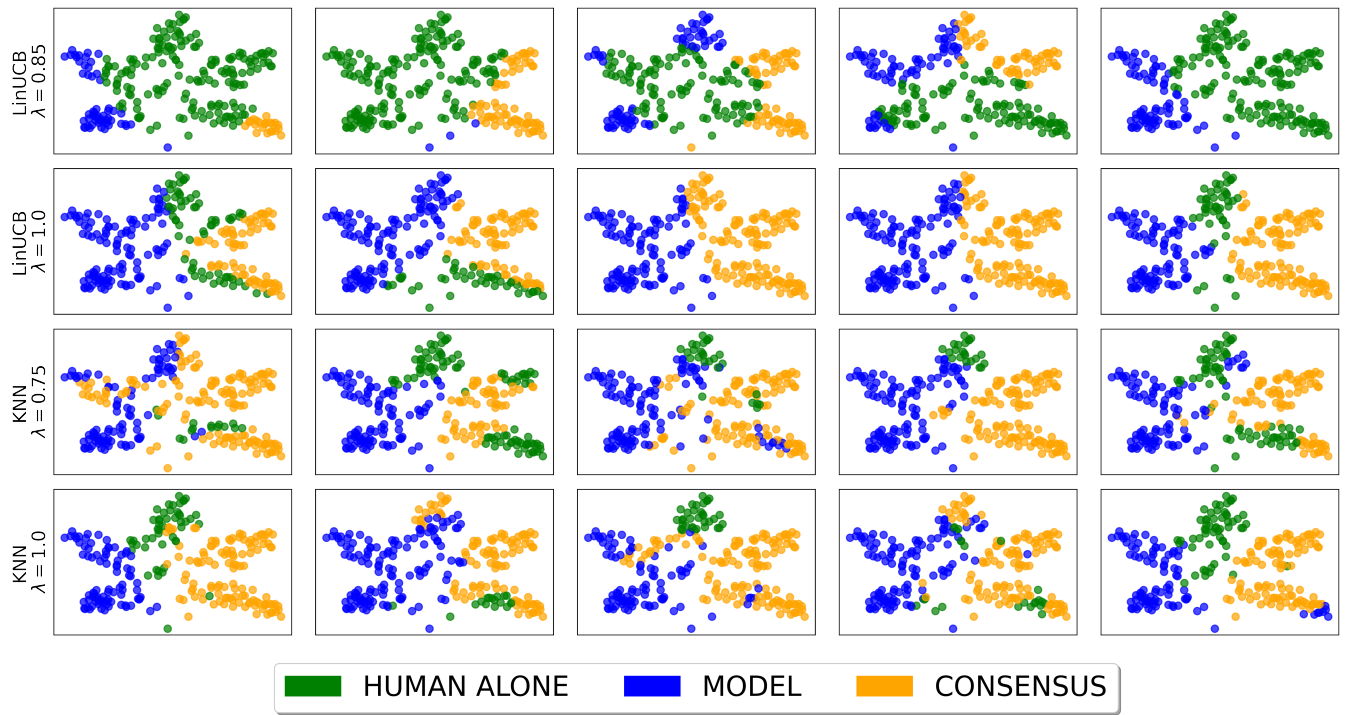 LinUCB
λ = 0.85
LinUCB
λ = 1.0
KNN
λ = 0.75
KNN
λ = 1.0
HUMAN ALONE
MODEL
CONSENSUS